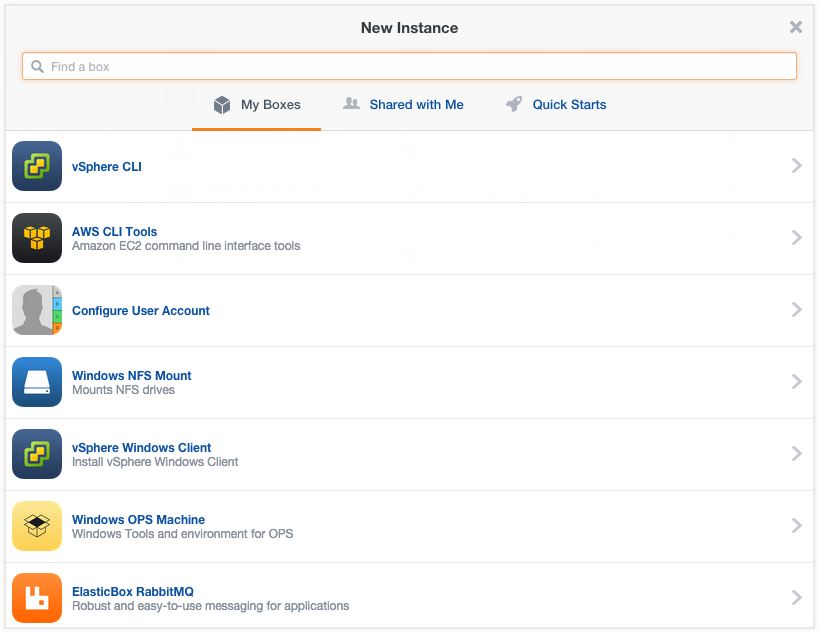 New Instance
Find a box
My Boxes
Shared with Me
Quick Starts
vSphere CLI
AWS CLI Tools
Amazon EC2 command line interface tools
Configure User Account
Windows NFS Mount
Mounts NFS drives
vSphere Windows Client
Install vSphere Windows Client
Windows OPS Machine
Windows Tools and environment for OPS
ElasticBox RabbitMQ
Robust and easy-to-use messaging for applications